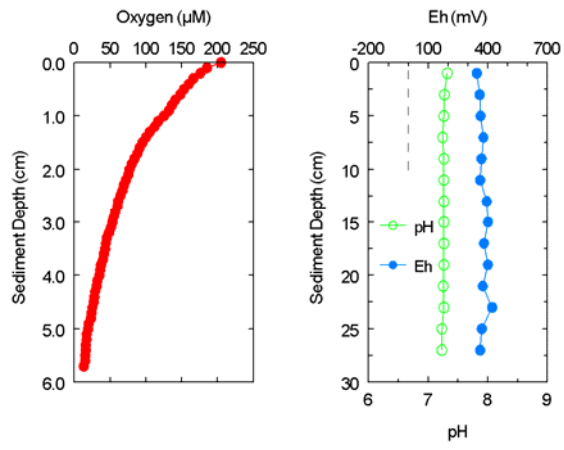 Oxygen (µM)
0 50 100 150 200 250
0.0
1.0
2.0
3.0
4.0
5.0
6.0
Sediment Depth (cm)
Eh (mV)
-200 100 400 700
0
5
10
15
20
25
30
Sediment Depth (cm)
pH
Eh
6 7 8 9
pH